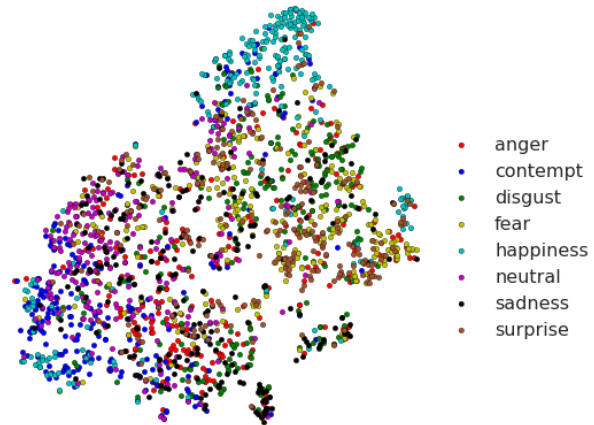 anger
contempt
disgust
fear
happiness
neutral
sadness
surprise